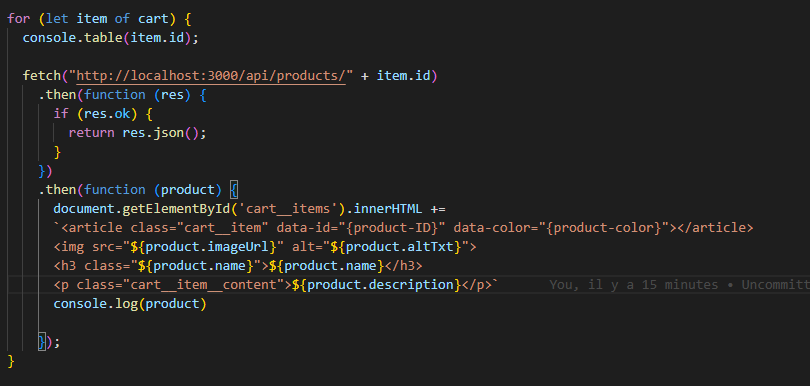 for (let item of cart) {
console.table(item.id);
fetch("http://localhost:3000/api/products/" + item.id)
.then(function (res) {
if (res.ok) {
return res.json();
}
})
.then(function (product) {
document.getElementById('cart__items').innerHTML +=
`<article class="cart__item" data-id="{product-ID}" data-color="{product-color}"></article>
<img src="${product.imageUrl}" alt="${product.altTxt}">
<h3 class="${product.name}">${product.name}</h3>
<p class="cart__item__content">${product.description}</p>` You, il y a 15 minutes • Uncommitt
console.log(product)
});
}